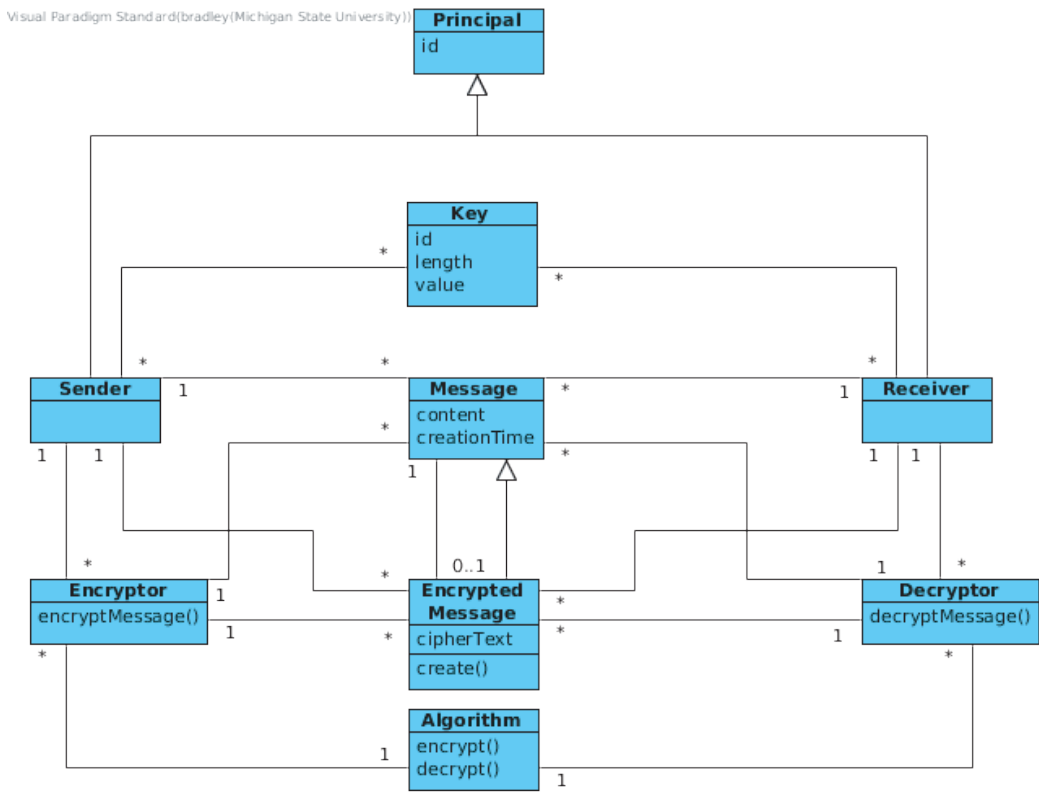 Visual Paradigm Standard(bradley(Michigan State University))
Principal
id
Key
id
length
value
*
*
*
*
*
*
Sender
1
Message
*
1
Receiver
content
creationTime
*
*
1
1
1
1
1
0..1
*
*
1
*
Encryptor
encryptMessage()
1
1
*
Encrypted
Message
cipherText
create()
*
*
*
1
Decryptor
decryptMessage()
*
*
Algorithm
encrypt()
decrypt()
1
1